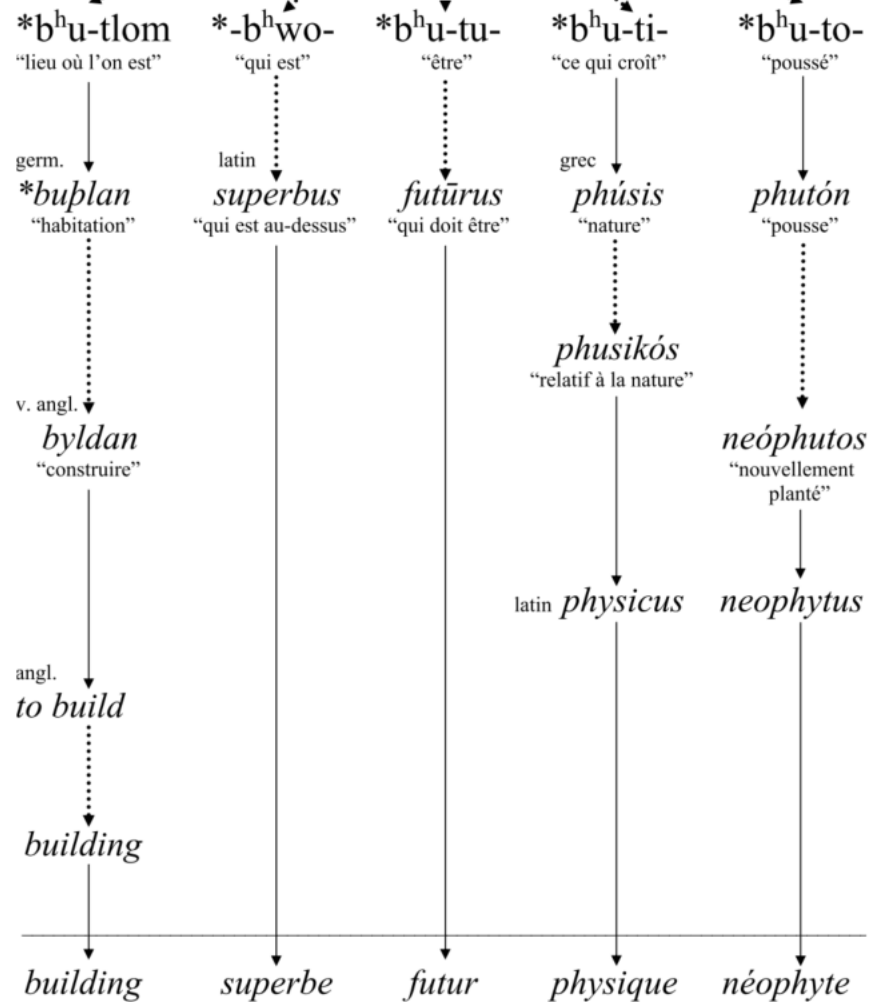 *bʰu-tlom *-bʰwo- *bʰu-tu- *bʰu-ti- *bʰu-to-
“lieu où l’on est” “qui est” “être” “ce qui croît” “poussé”
germ. latin grec
*buþlan superbus futūrus phúsis phutón
“habitation” “qui est au-dessus” “qui doit être” “nature” “pousse”
phusikós
“relatif à la nature”
v. angl.
byldan neóphutos
“construire” “nouvellement
planté”
latin physicus neophytus
angl.
to build
building
building superbe futur physique néophyte